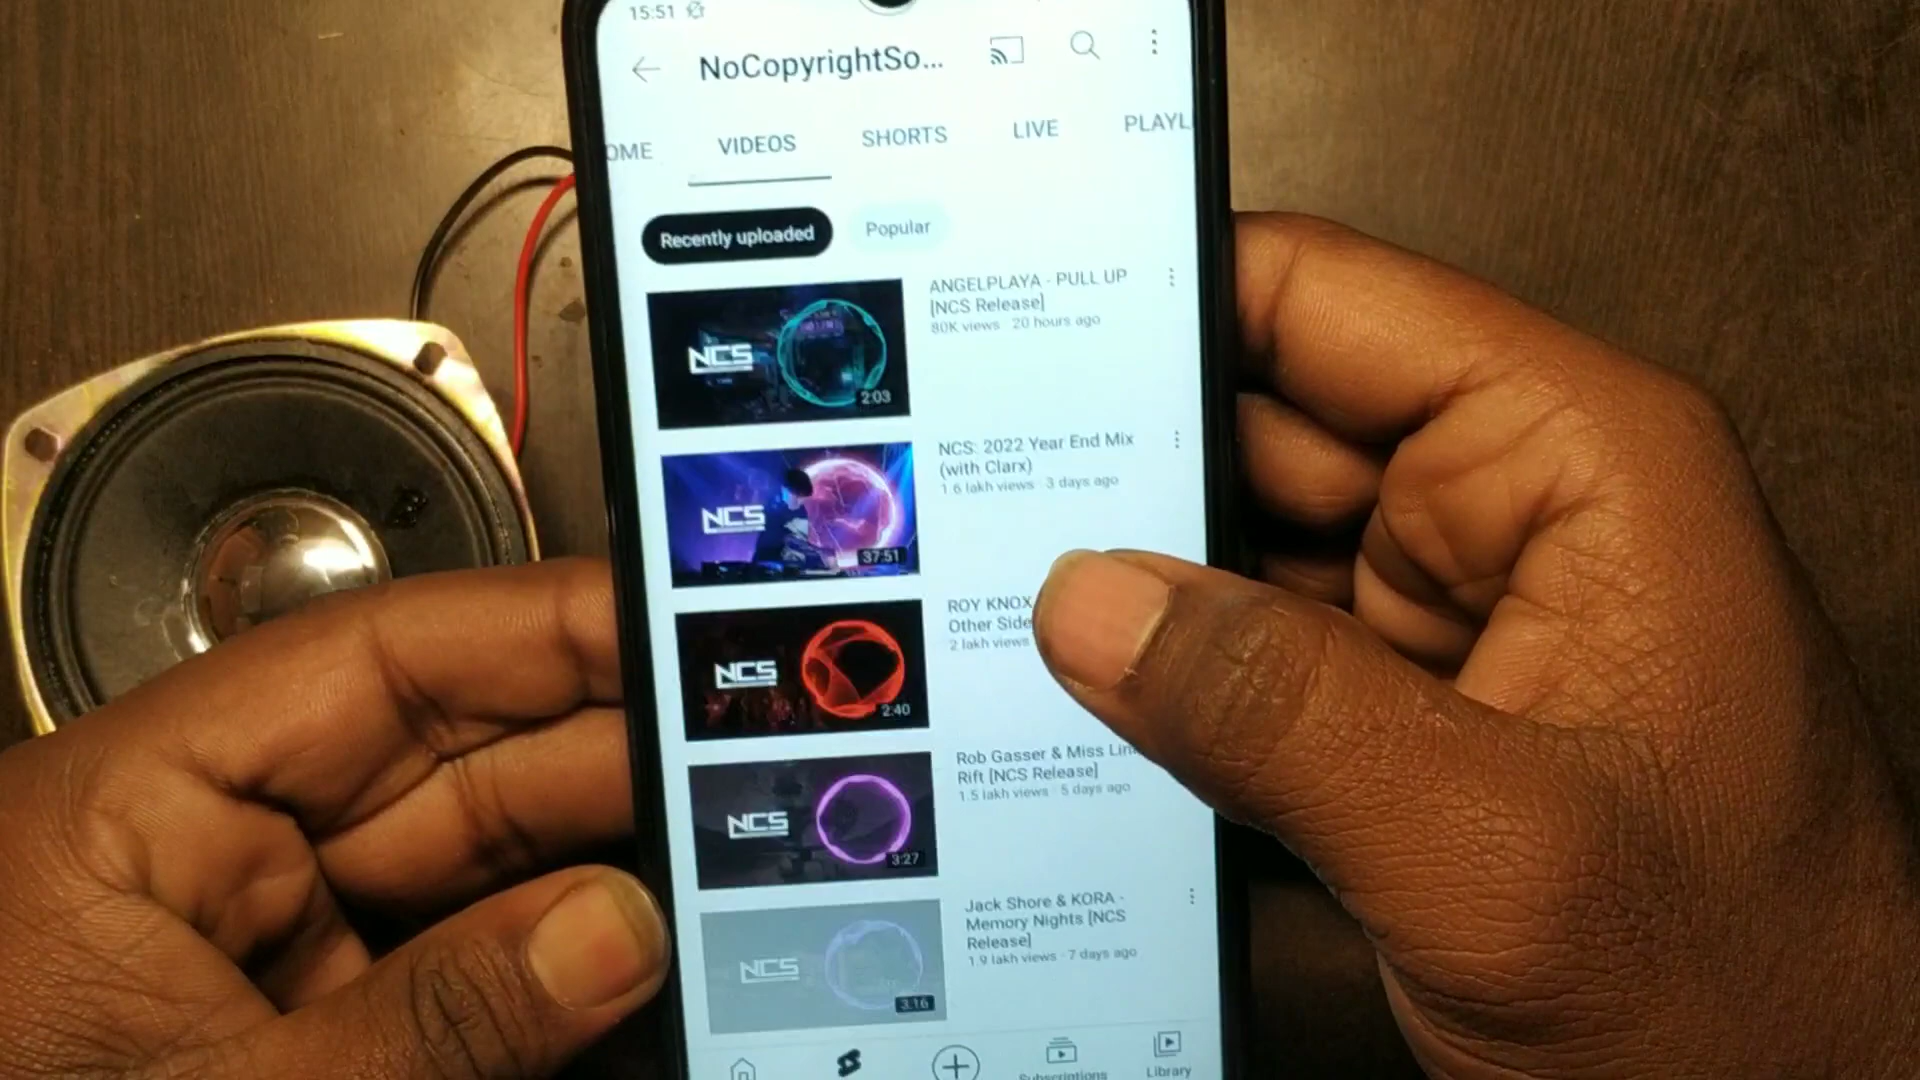 15:51
NoCopyrightSo...
OME VIDEOS SHORTS LIVE PLAYL
Recently uploaded Popular
ANGELPLAYA - PULL UP
[NCS Release]
80K views · 20 hours ago
NCS
2:03
NCS: 2022 Year End Mix
(with Clarx)
1.6 lakh views · 3 days ago
NCS
37:51
ROY KNOX
Other Side
2 lakh views
NCS
2:40
Rob Gasser & Miss Lin
Rift [NCS Release]
1.5 lakh views · 5 days ago
NCS
3:27
Jack Shore & KORA -
Memory Nights [NCS
Release]
1.9 lakh views · 7 days ago
NCS
3:16
Subscriptions Library